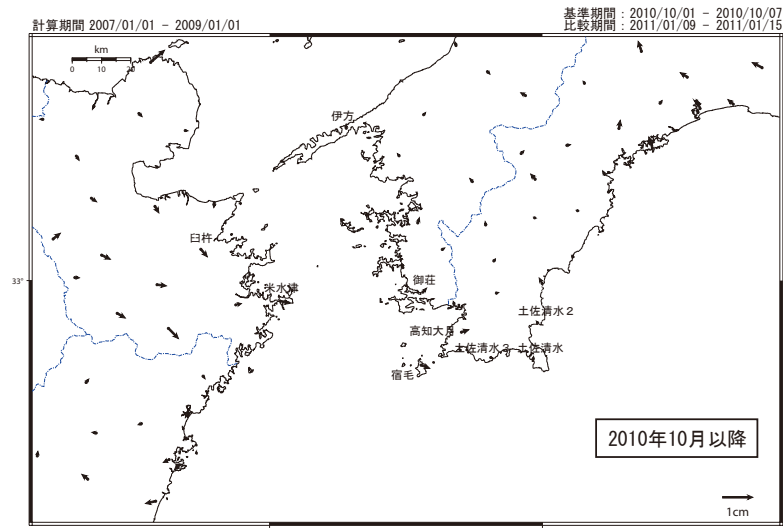 計算期間 2007/01/01 - 2009/01/01
基準期間：2010/10/01 - 2010/10/07
比較期間：2011/01/09 - 2011/01/15
km
0 10 20
伊方
臼杵
33°
米水津
御荘
土佐清水２
高知大月
土佐清水３ 土佐清水
宿毛
2010年10月以降
1cm